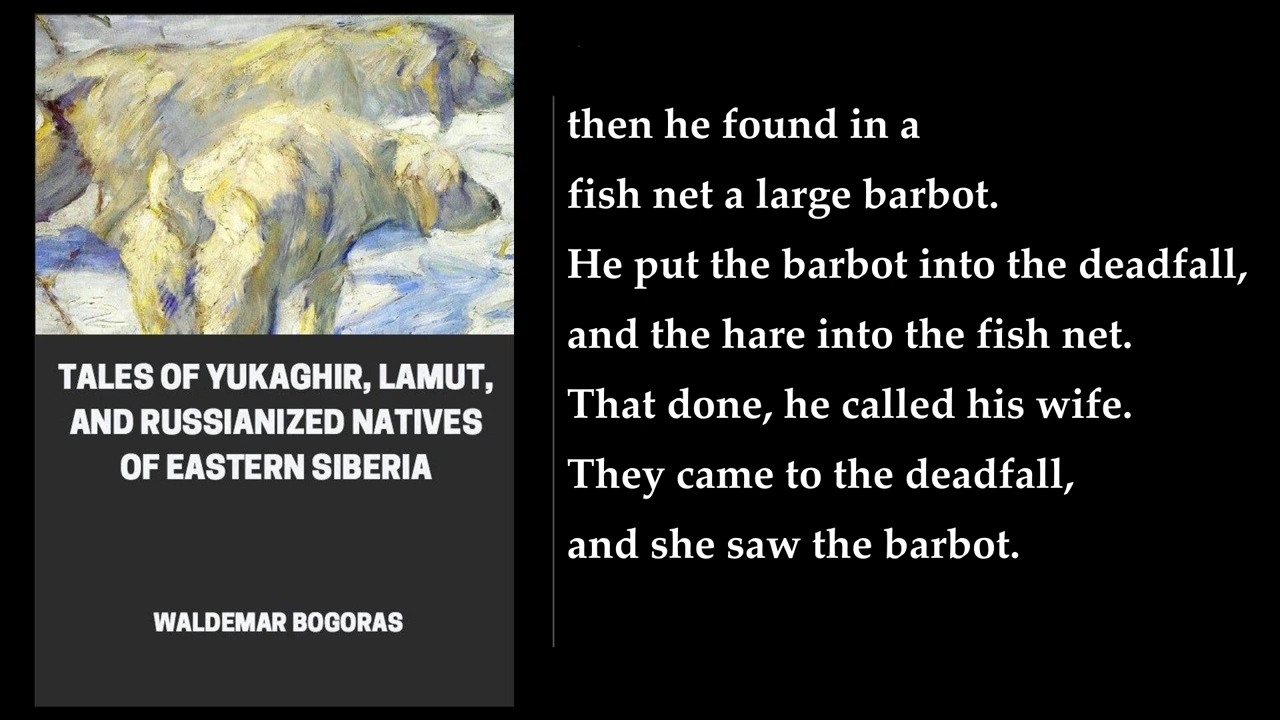 TALES OF YUKAGHIR, LAMUT,
AND RUSSIANIZED NATIVES
OF EASTERN SIBERIA
WALDEMAR BOGORAS
then he found in a
fish net a large barbot.
He put the barbot into the deadfall,
and the hare into the fish net.
That done, he called his wife.
They came to the deadfall,
and she saw the barbot.